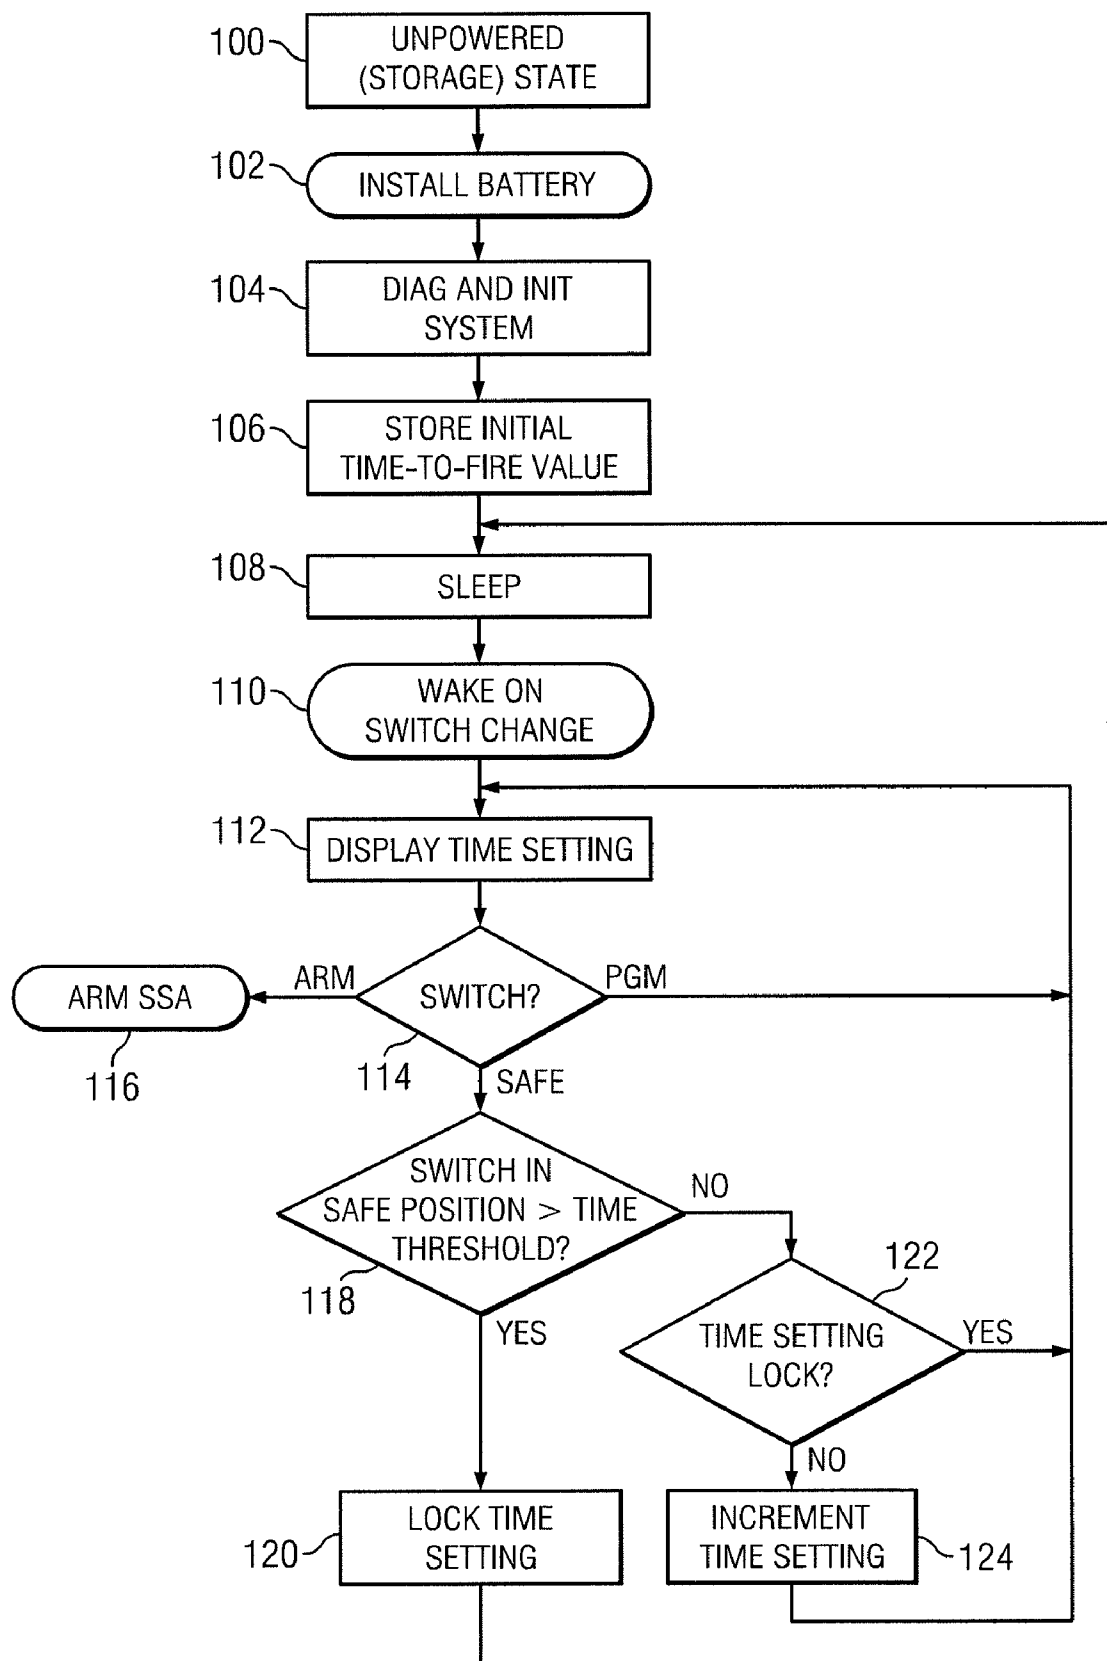 100
UNPOWERED
(STORAGE) STATE
102
INSTALL BATTERY
104
DIAG AND INIT
SYSTEM
106
STORE INITIAL
TIME-TO-FIRE VALUE
108
SLEEP
110
WAKE ON
SWITCH CHANGE
112
DISPLAY TIME SETTING
ARM SSA
116
ARM
SWITCH?
PGM
114
SAFE
SWITCH IN
SAFE POSITION > TIME
THRESHOLD?
NO
118
YES
122
TIME SETTING
LOCK?
YES
NO
120
LOCK TIME
SETTING
INCREMENT
TIME SETTING
124